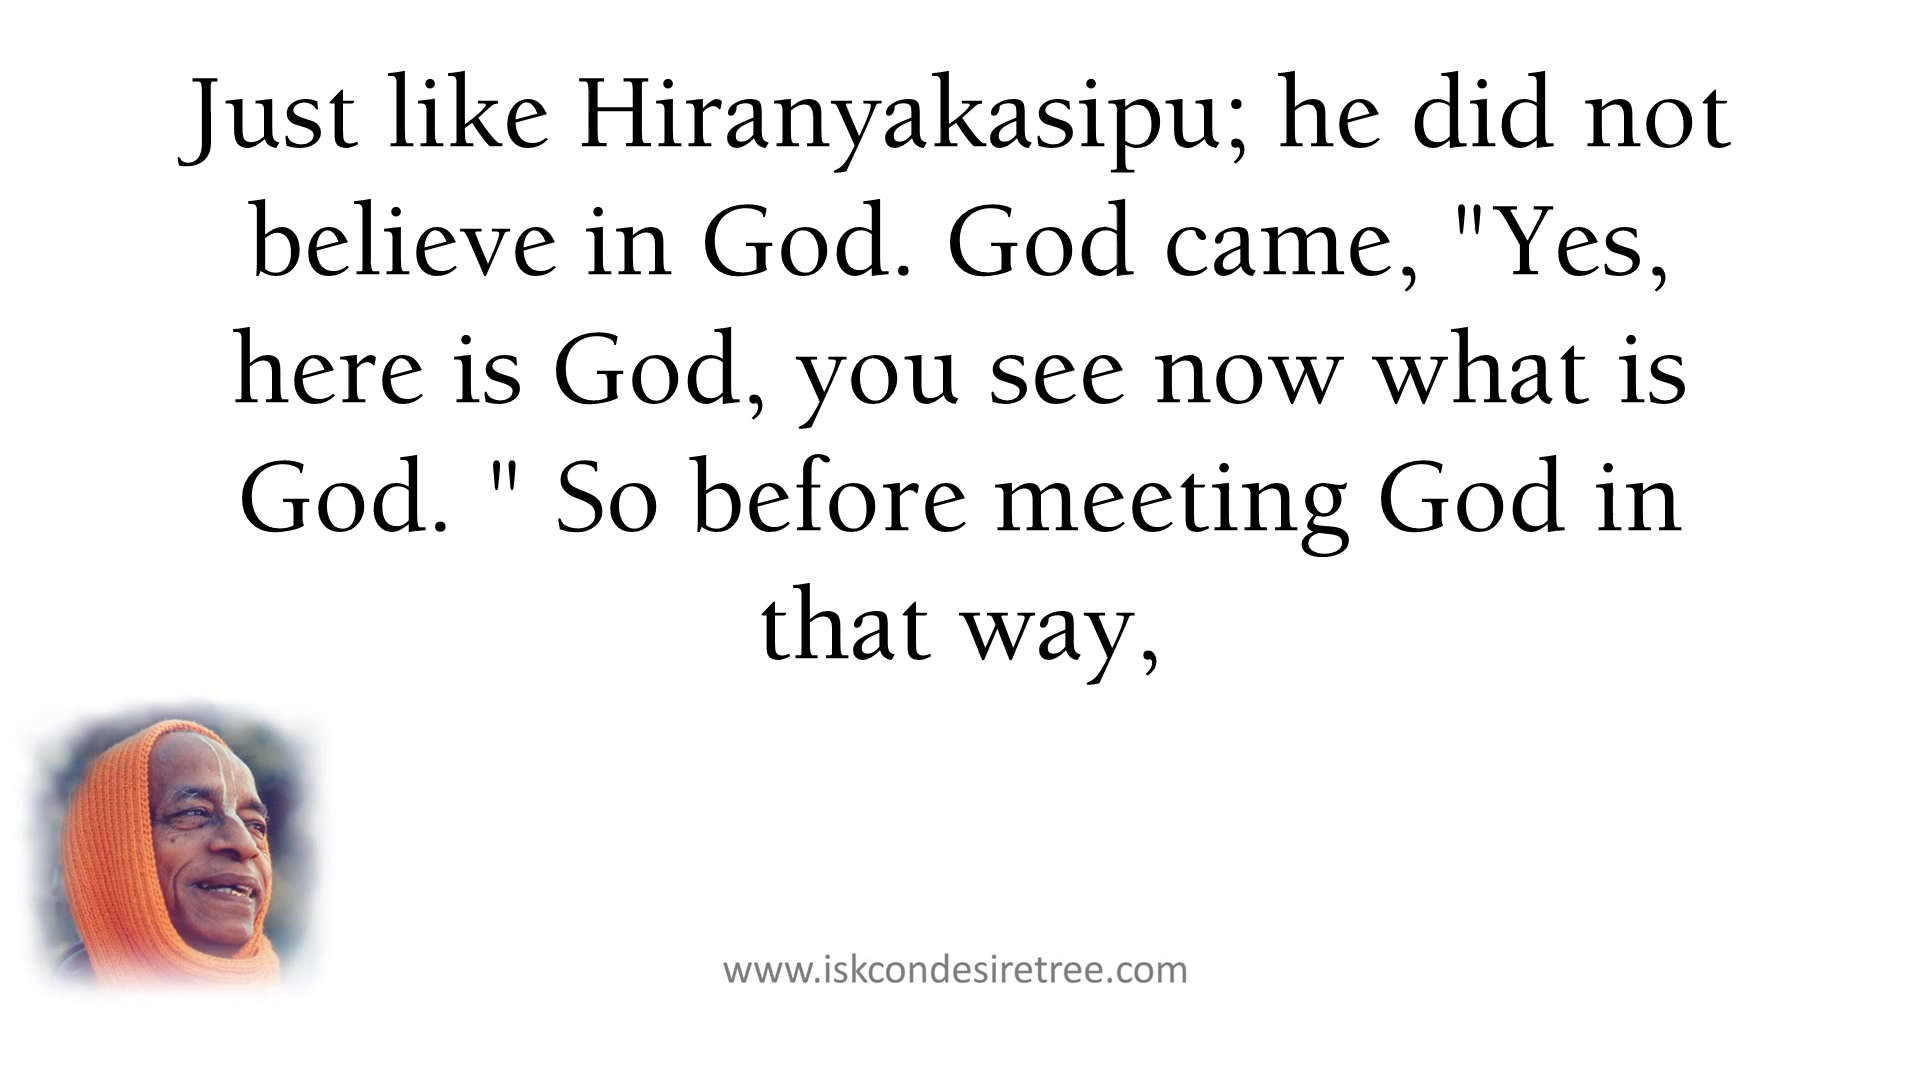 Just like Hiranyakasipu; he did not
believe in God. God came, "Yes,
here is God, you see now what is
God. " So before meeting God in
that way,
www.iskcondesiretree.com